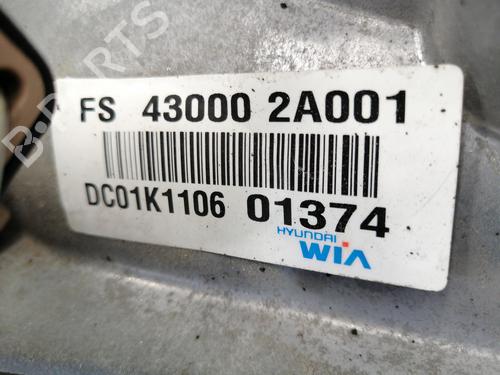 FS 43000 2A001
DC01K1106 01374
HYUNDAI
WIA
B-PARTS